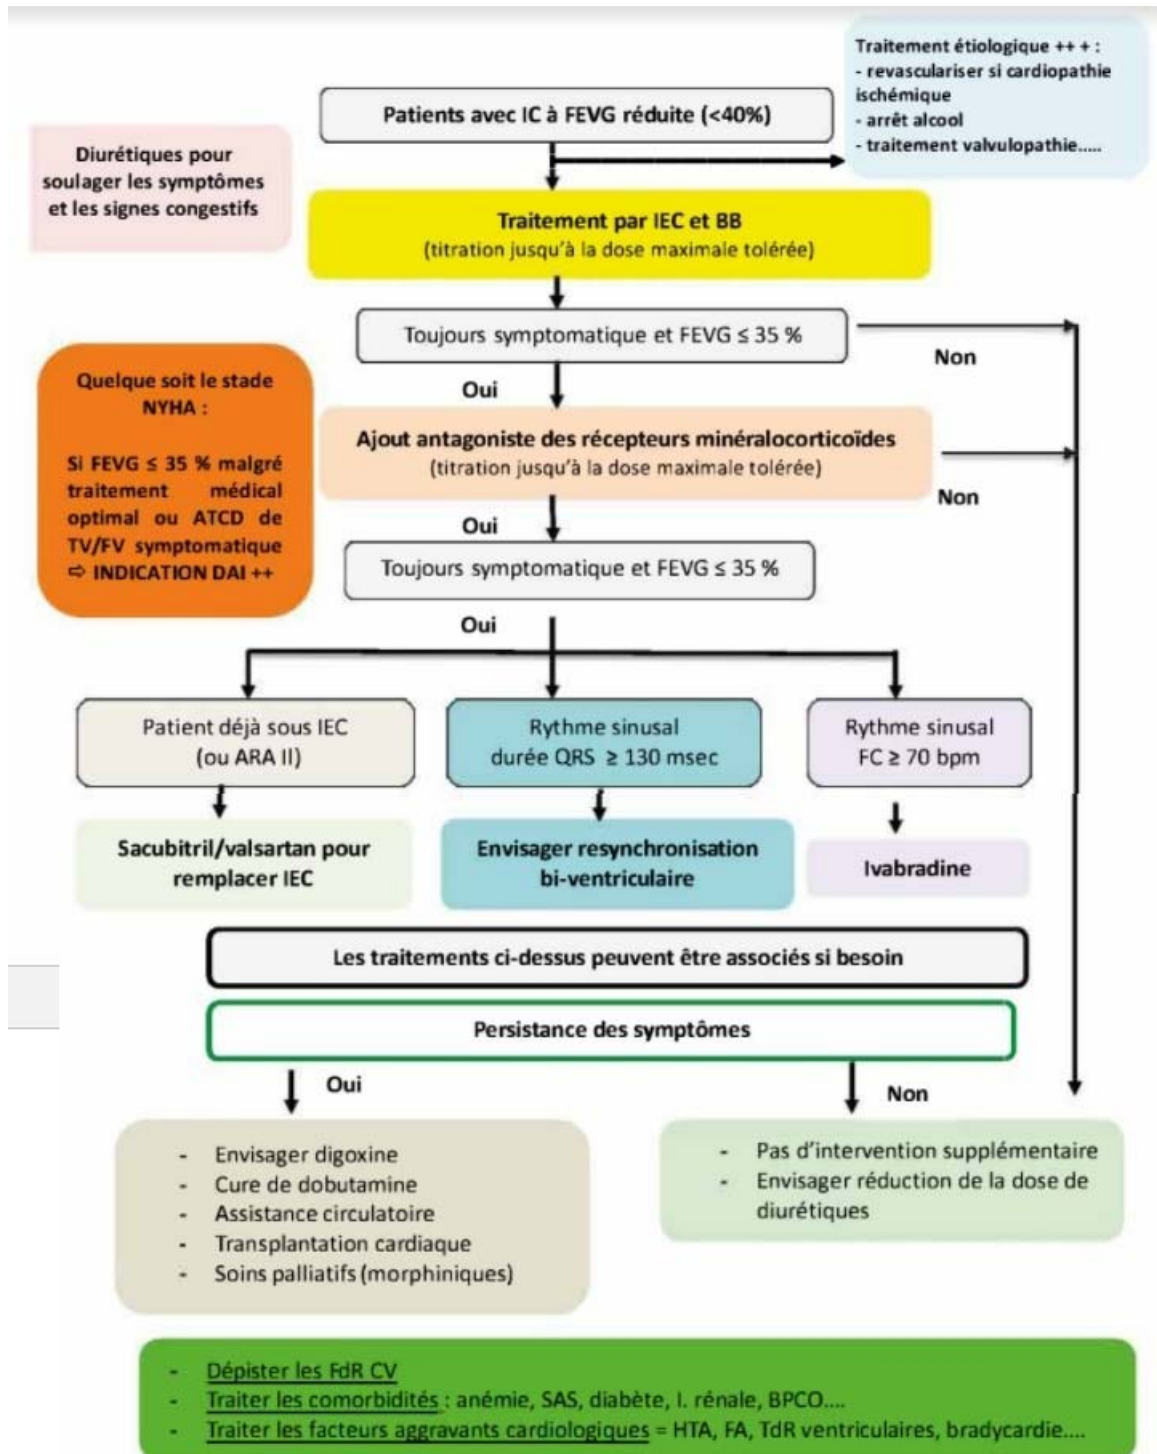 Traitement étiologique ++ + :
- revasculariser si cardiopathie
ischémique
- arrêt alcool
- traitement valvulopathie.....
Patients avec IC à FEVG réduite (<40%)
Diurétiques pour
soulager les symptômes
et les signes congestifs
Traitement par IEC et BB
(titration jusqu'à la dose maximale tolérée)
Toujours symptomatique et FEVG ≤ 35 %
Non
Oui
Quelque soit le stade
NYHA :
Si FEVG ≤ 35 % malgré
traitement médical
optimal ou ATCD de
TV/FV symptomatique
⇨ INDICATION DAI ++
Ajout antagoniste des récepteurs minéralocorticoïdes
(titration jusqu'à la dose maximale tolérée)
Non
Oui
Toujours symptomatique et FEVG ≤ 35 %
Oui
Patient déjà sous IEC
(ou ARA II)
Rythme sinusal
durée QRS ≥ 130 msec
Rythme sinusal
FC ≥ 70 bpm
Sacubitril/valsartan pour
remplacer IEC
Envisager resynchronisation
bi-ventriculaire
Ivabradine
Les traitements ci-dessus peuvent être associés si besoin
Persistance des symptômes
Oui
Non
- Envisager digoxine
- Cure de dobutamine
- Assistance circulatoire
- Transplantation cardiaque
- Soins palliatifs (morphiniques)
- Pas d'intervention supplémentaire
- Envisager réduction de la dose de
diurétiques
- Dépister les FdR CV
- Traiter les comorbidités : anémie, SAS, diabète, I. rénale, BPCO....
- Traiter les facteurs aggravants cardiologiques = HTA, FA, TdR ventriculaires, bradycardie....